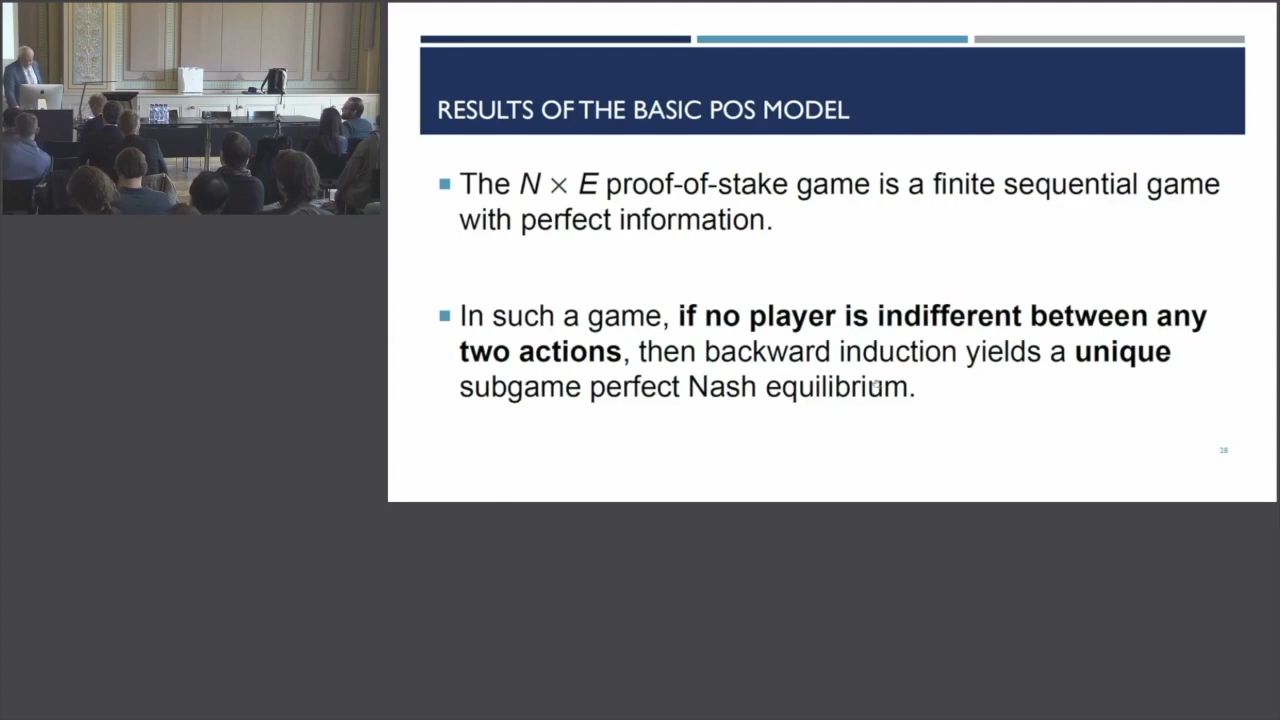 RESULTS OF THE BASIC POS MODEL
The N × E proof-of-stake game is a finite sequential game
with perfect information.
In such a game, if no player is indifferent between any
two actions, then backward induction yields a unique
subgame perfect Nash equilibrium.
28